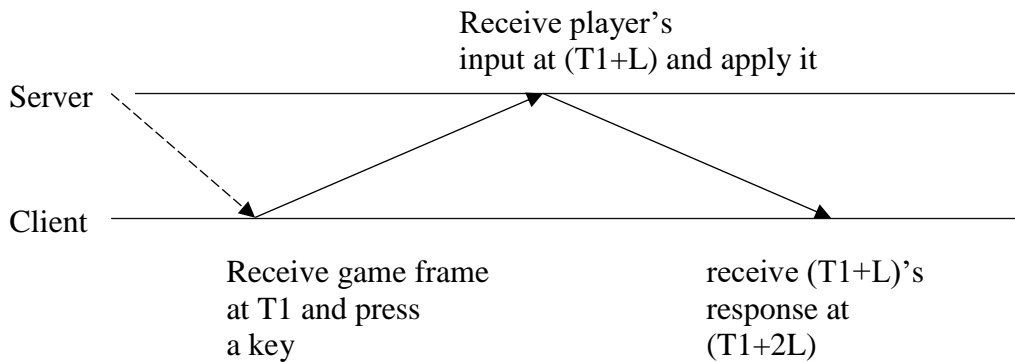 Receive player’s
input at (T1+L) and apply it
Server
Client
Receive game frame
at T1 and press
a key
receive (T1+L)’s
response at
(T1+2L)